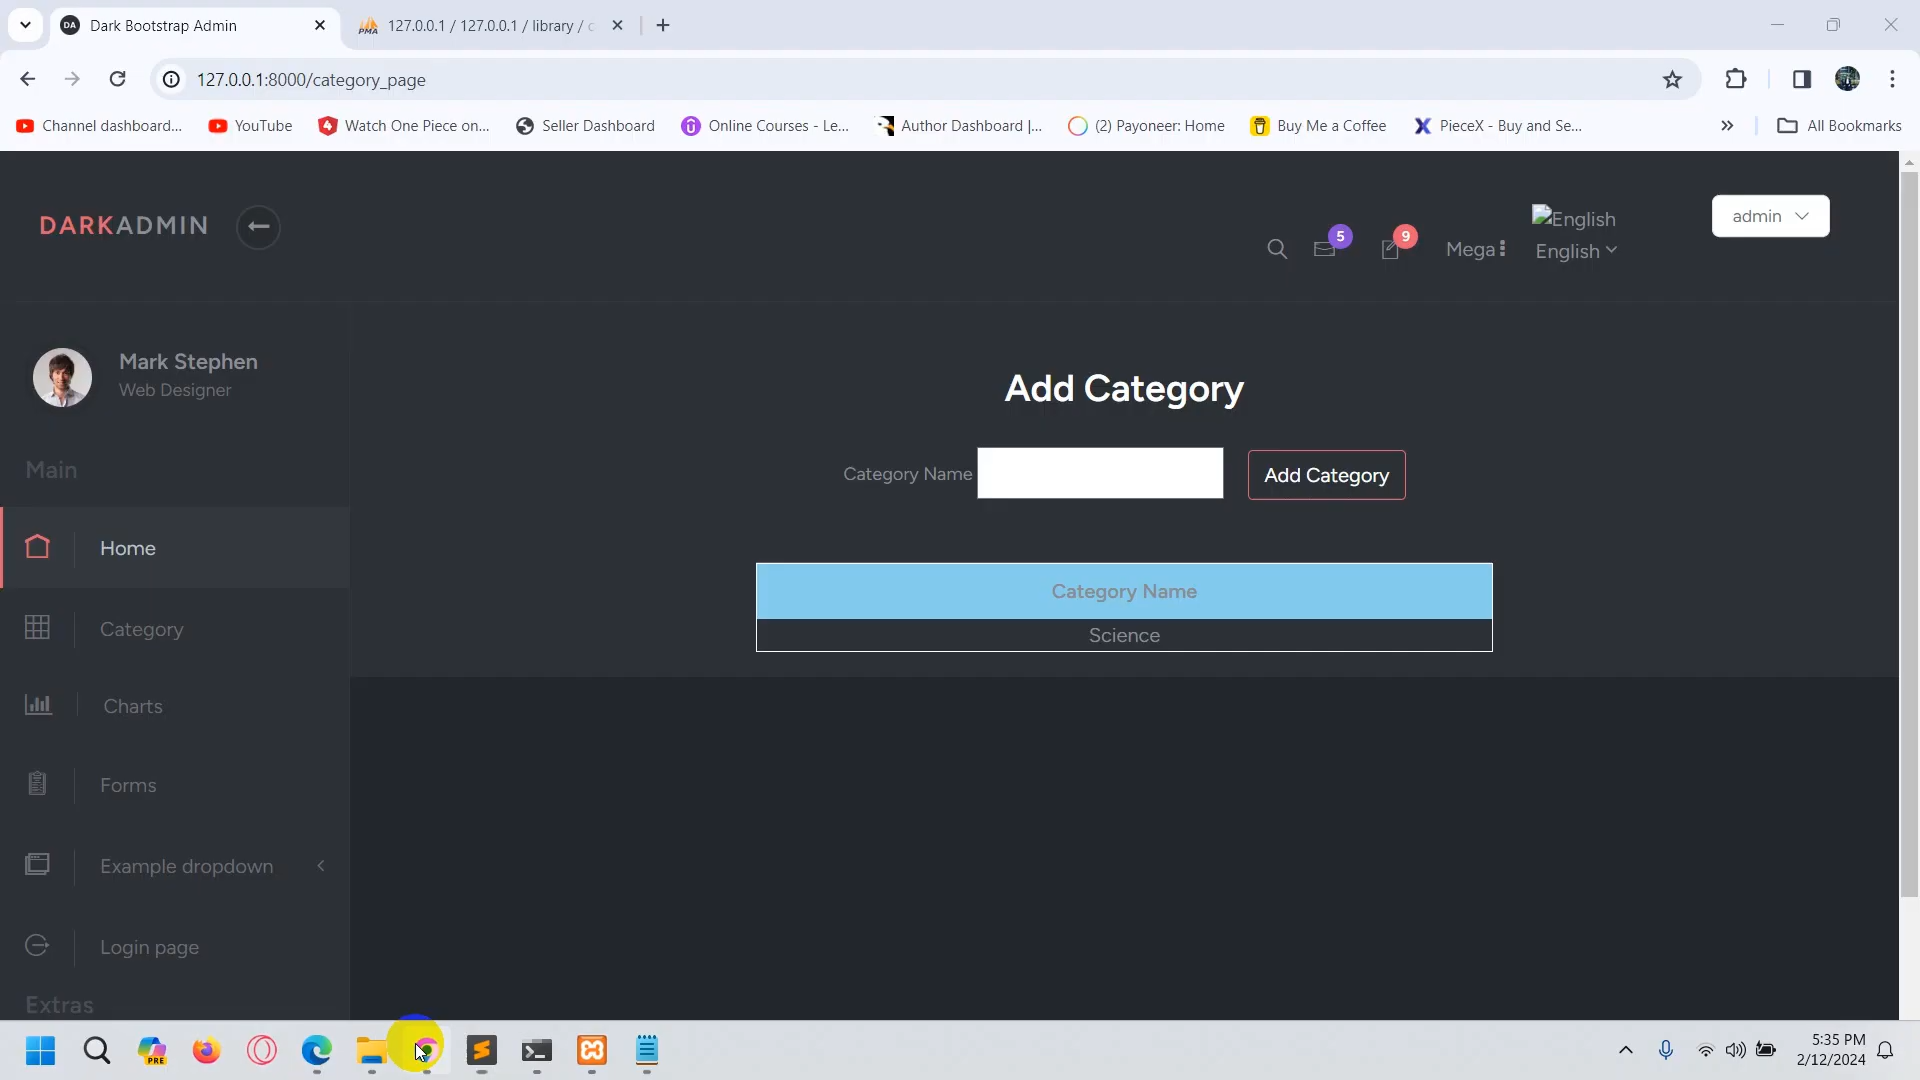 DA Dark Bootstrap Admin
PMA 127.0.0.1 / 127.0.0.1 / library / c
127.0.0.1:8000/category_page
Channel dashboard... YouTube Watch One Piece on... Seller Dashboard Online Courses - Le... Author Dashboard |... (2) Payoneer: Home Buy Me a Coffee PieceX - Buy and Se... All Bookmarks
DARKADMIN
5
9
Mega
English
English
admin
Mark Stephen
Web Designer
Main
Home
Category
Charts
Forms
Example dropdown
Login page
Extras
Add Category
Category Name
Add Category
Category Name
Science
PRE
5:35 PM
2/12/2024